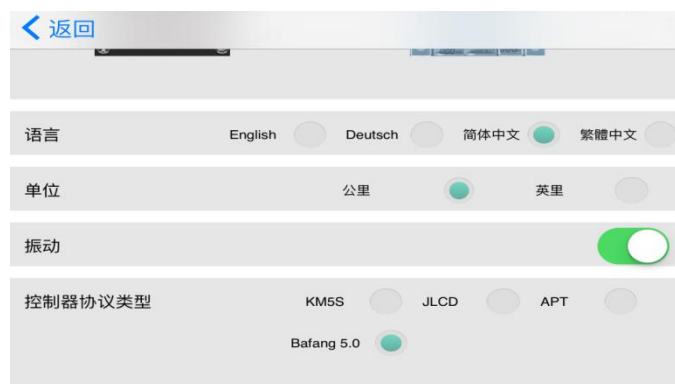 返回
语言 English Deutsch 简体中文 繁體中文
单位 公里 英里
振动
控制器协议类型 KM5S JLCD APT
Bafang 5.0